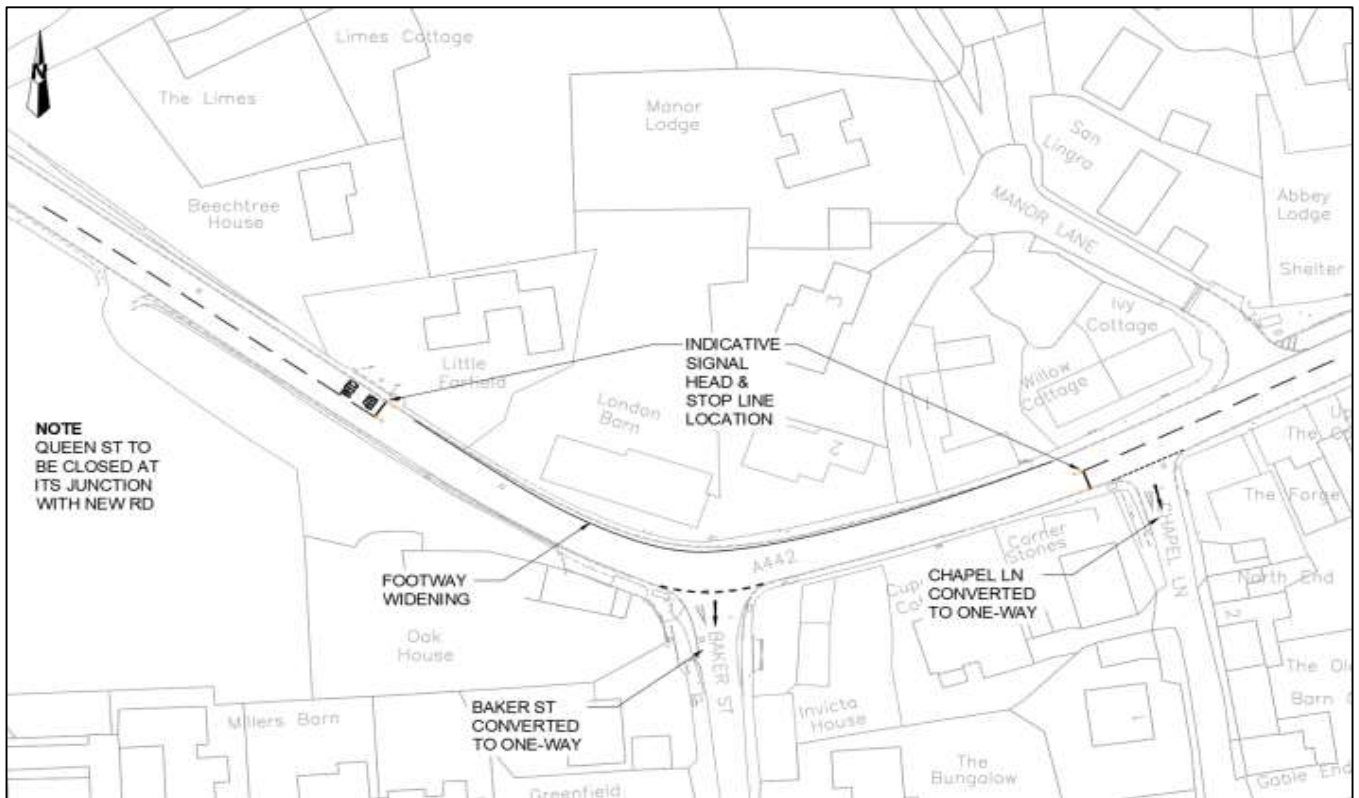 Limes Cottage
N
The Limes
Manor
Lodge
San
Lingra
Beechtree
House
MANOR LANE
Abbey
Lodge
Shelter
Ivy
Cottage
3
INDICATIVE
SIGNAL
HEAD &
STOP LINE
LOCATION
Little
Willow
Cottage
London
Barn
1
2
NOTE
QUEEN ST TO
BE CLOSED AT
ITS JUNCTION
WITH NEW RD
The Forge
CHAPEL LN
Corner
Stones
A442
FOOTWAY
WIDENING
CHAPEL LN
CONVERTED
TO ONE-WAY
North End
2
Oak
House
BAKER ST
The Ol
Barn
BAKER ST
CONVERTED
TO ONE-WAY
Millers Barn
Invicta
House
1
The
Bungalow
Gable End
Greenfield